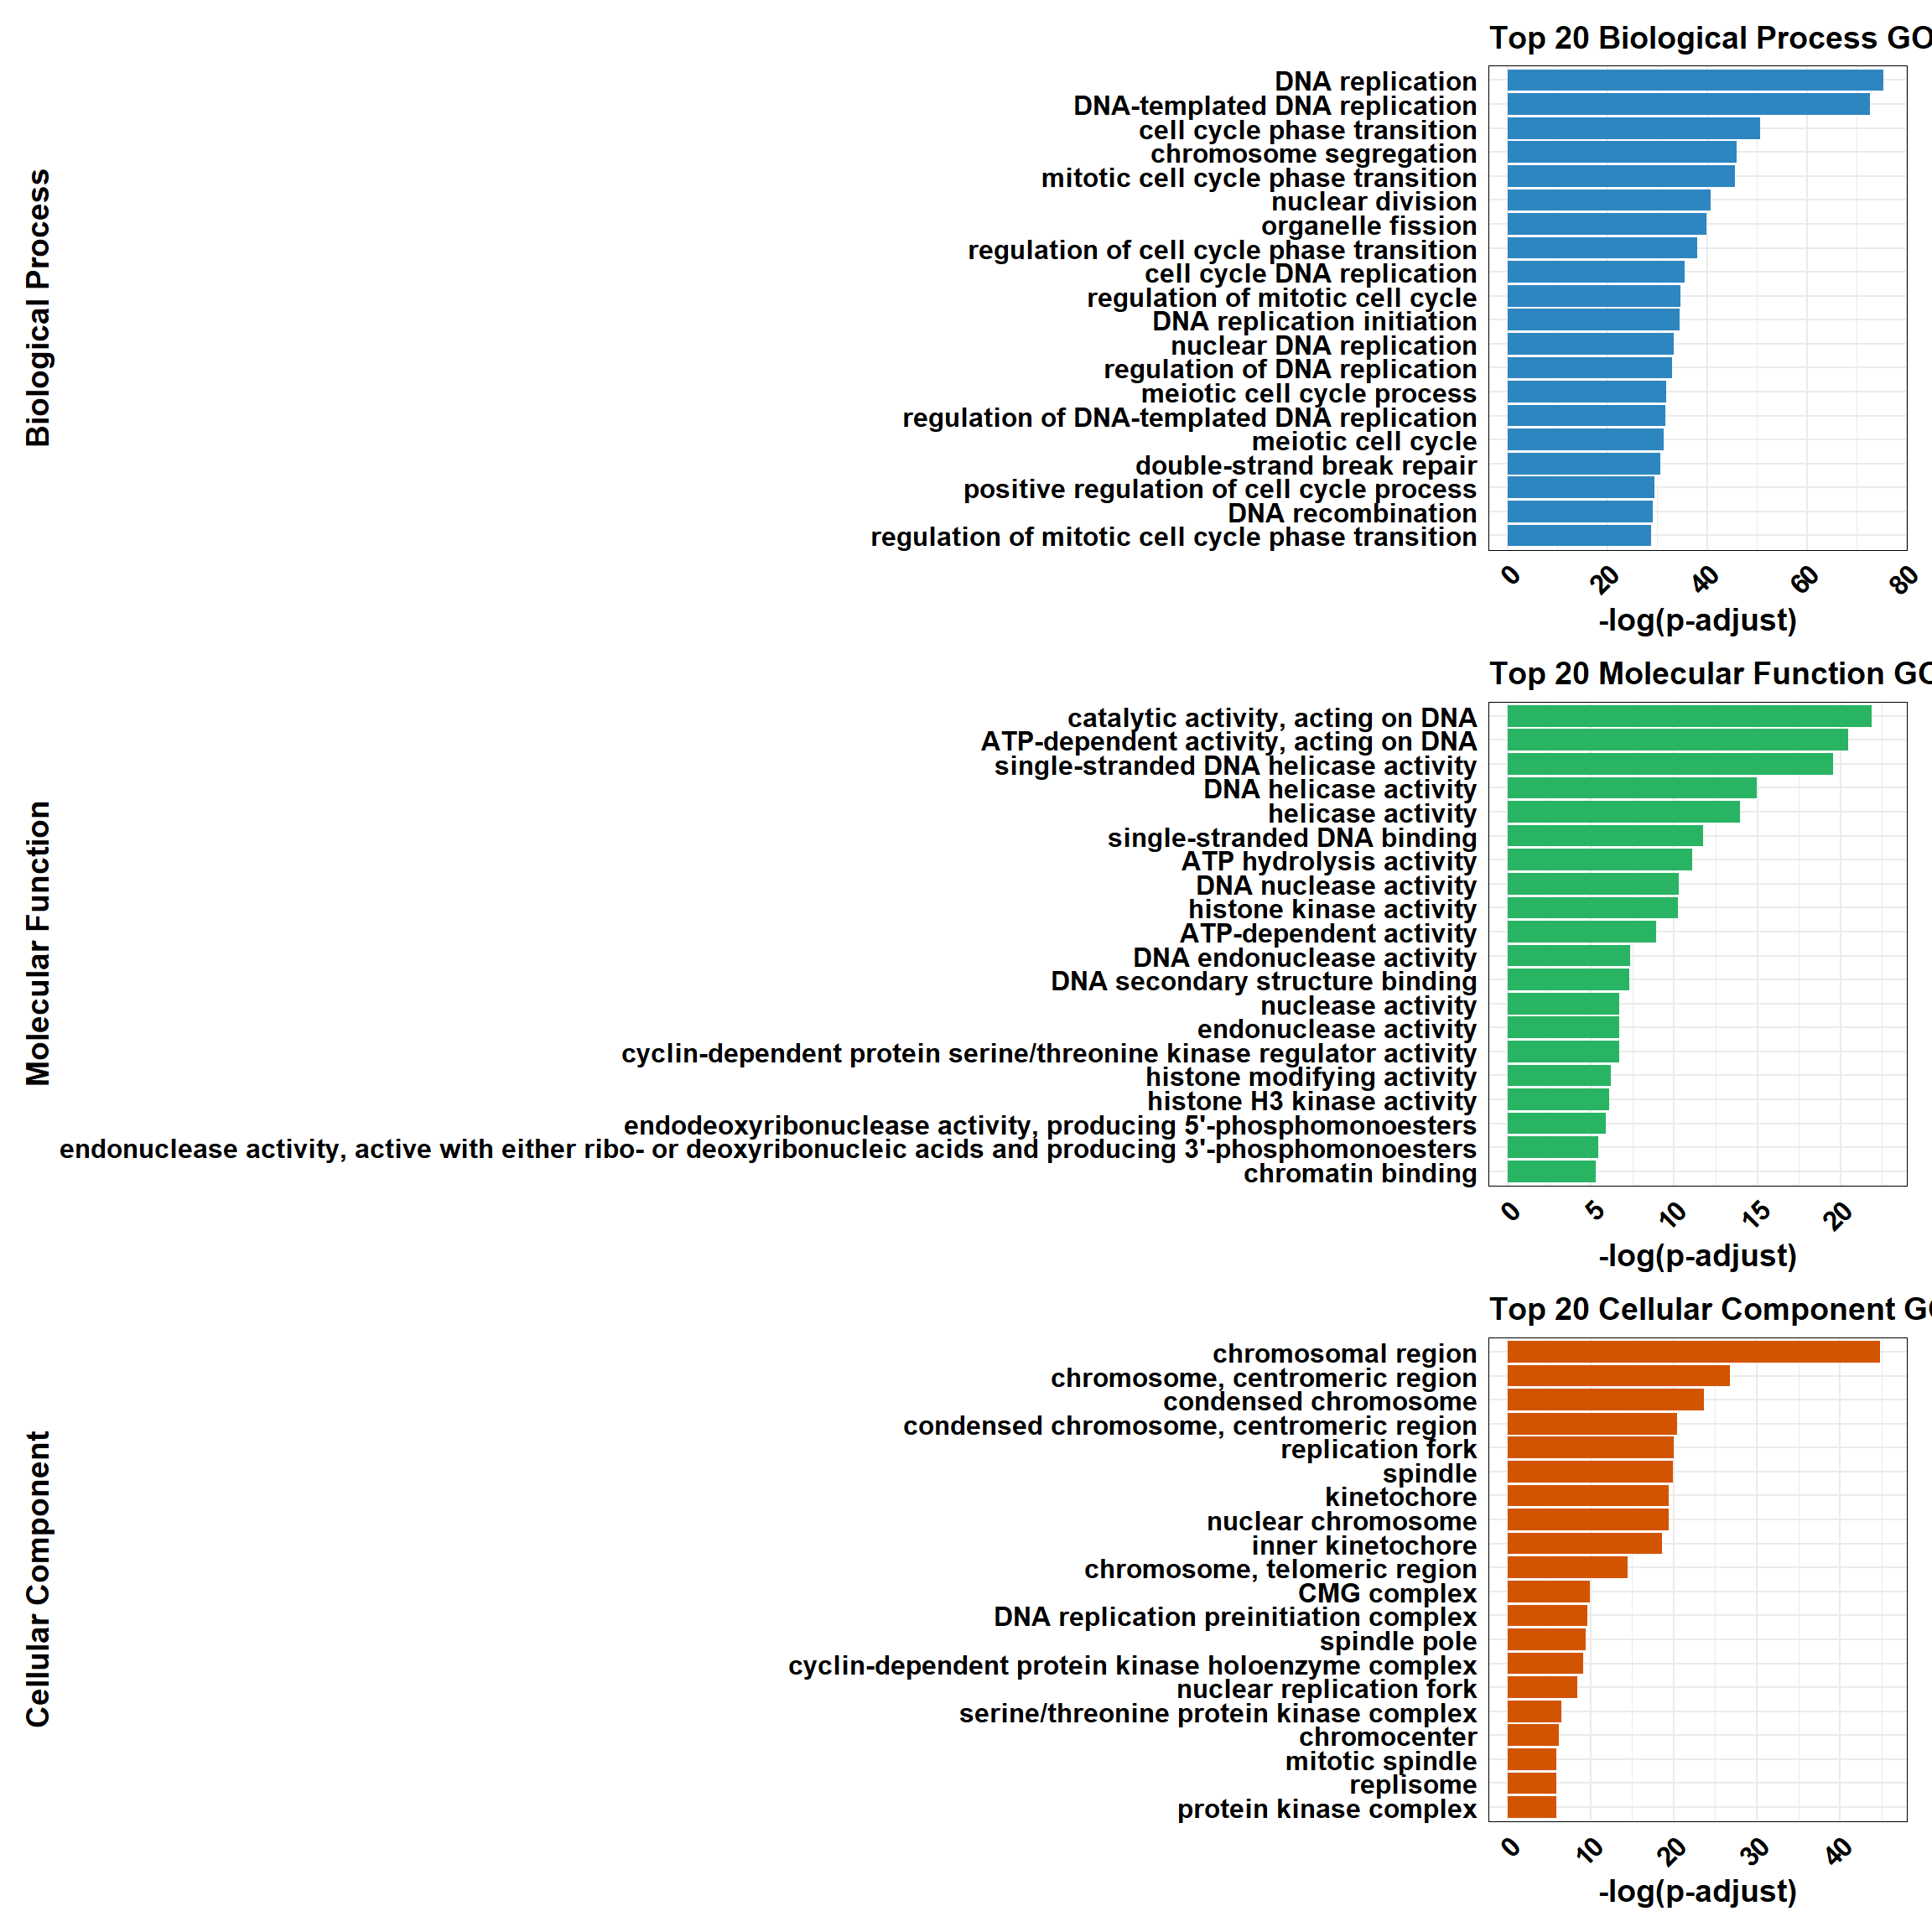 Top 20 Biological Process GO
Biological Process
DNA replication
DNA-templated DNA replication
cell cycle phase transition
chromosome segregation
mitotic cell cycle phase transition
nuclear division
organelle fission
regulation of cell cycle phase transition
cell cycle DNA replication
regulation of mitotic cell cycle
DNA replication initiation
nuclear DNA replication
regulation of DNA replication
meiotic cell cycle process
regulation of DNA-templated DNA replication
meiotic cell cycle
double-strand break repair
positive regulation of cell cycle process
DNA recombination
regulation of mitotic cell cycle phase transition
0 20 40 60 80
-log(p-adjust)
Top 20 Molecular Function GO
Molecular Function
catalytic activity, acting on DNA
ATP-dependent activity, acting on DNA
single-stranded DNA helicase activity
DNA helicase activity
helicase activity
single-stranded DNA binding
ATP hydrolysis activity
DNA nuclease activity
histone kinase activity
ATP-dependent activity
DNA endonuclease activity
DNA secondary structure binding
nuclease activity
endonuclease activity
cyclin-dependent protein serine/threonine kinase regulator activity
histone modifying activity
histone H3 kinase activity
endodeoxyribonuclease activity, producing 5'-phosphomonoesters
endonuclease activity, active with either ribo- or deoxyribonucleic acids and producing 3'-phosphomonoesters
chromatin binding
0 5 10 15 20
-log(p-adjust)
Top 20 Cellular Component GO
Cellular Component
chromosomal region
chromosome, centromeric region
condensed chromosome
condensed chromosome, centromeric region
replication fork
spindle
kinetochore
nuclear chromosome
inner kinetochore
chromosome, telomeric region
CMG complex
DNA replication preinitiation complex
spindle pole
cyclin-dependent protein kinase holoenzyme complex
nuclear replication fork
serine/threonine protein kinase complex
chromocenter
mitotic spindle
replisome
protein kinase complex
0 10 20 30 40
-log(p-adjust)